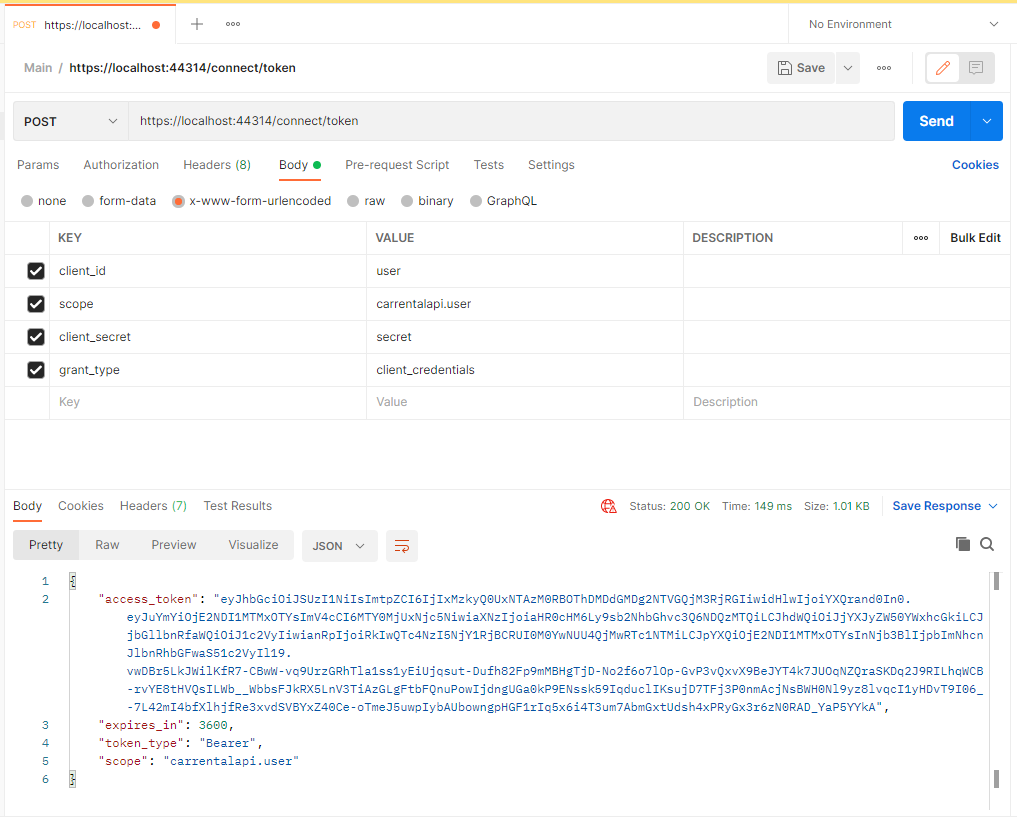 POST https://localhost:... No Environment
Main / https://localhost:44314/connect/token Save
POST https://localhost:44314/connect/token Send
Params Authorization Headers (8) Body Pre-request Script Tests Settings Cookies
none form-data x-www-form-urlencoded raw binary GraphQL
KEY VALUE DESCRIPTION Bulk Edit
client_id user
scope carrentalapi.user
client_secret secret
grant_type client_credentials
Key Value Description
Body Cookies Headers (7) Test Results Status: 200 OK Time: 149 ms Size: 1.01 KB Save Response
Pretty Raw Preview Visualize JSON
1 {
2 "access_token": "eyJhbGciOiJSUzI1NiIsImtpZCI6IjIxMzkyQ0UxNTAzM0RBOThDMDdGMDg2NTVGQjM3RjRGIiwidHlwIjoiYXQrand0In0.
eyJuYmYiOjE2NDI1MTMxOTYsImV4cCI6MTY0MjUxNjc5NiwiaXNzIjoiaHR0cHM6Ly9sb2NhbGhvc3Q6NDQzMTQiLCJhdWQiOiJjYXJyZW50YWxhcGkiLCJ
jbGllbnRfaWQiOiJ1c2VyIiwianRpIjoiRkIwQTc4NzI5NjY1RjBCRUI0M0YwNUU4QjMwRTc1NTMiLCJpYXQiOjE2NDI1MTMxOTYsInNjb3BlIjpbImNhcn
JlbnRhbGFwaS51c2VyIl19.
vwDBr5LkJWilKfR7-CBwW-vq9UrzGRhTla1ss1yEiUjqsut-Dufh82Fp9mMBHgTjD-No2f6o7lOp-GvP3vQxvX9BeJYT4k7JUOqNZQraSKDq2J9RILhqWCB
-rvYE8tHVQsILWb__WbbsFJkRX5LnV3TiAzGLgFtbFQnuPowIjdngUGa0kP9ENssk59IqduclIKsujD7TFj3P0nmAcjNsBWH0Nl9yz8lvqcI1yHDvT9I06_
-7L42mI4bfXlhjfRe3xvdSVBYxZ40Ce-oTmeJ5uwpIybAUbowngpHGF1rIq5x6i4T3um7AbmGxtUdsh4xPRyGx3r6zN0RAD_YaP5YYkA",
3 "expires_in": 3600,
4 "token_type": "Bearer",
5 "scope": "carrentalapi.user"
6 }